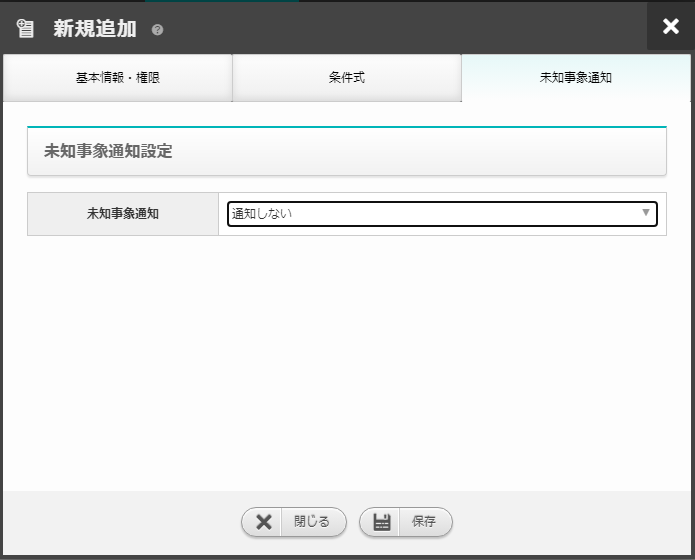 新規追加
基本情報・権限
条件式
未知事象通知
未知事象通知設定
未知事象通知
通知しない
閉じる
保存